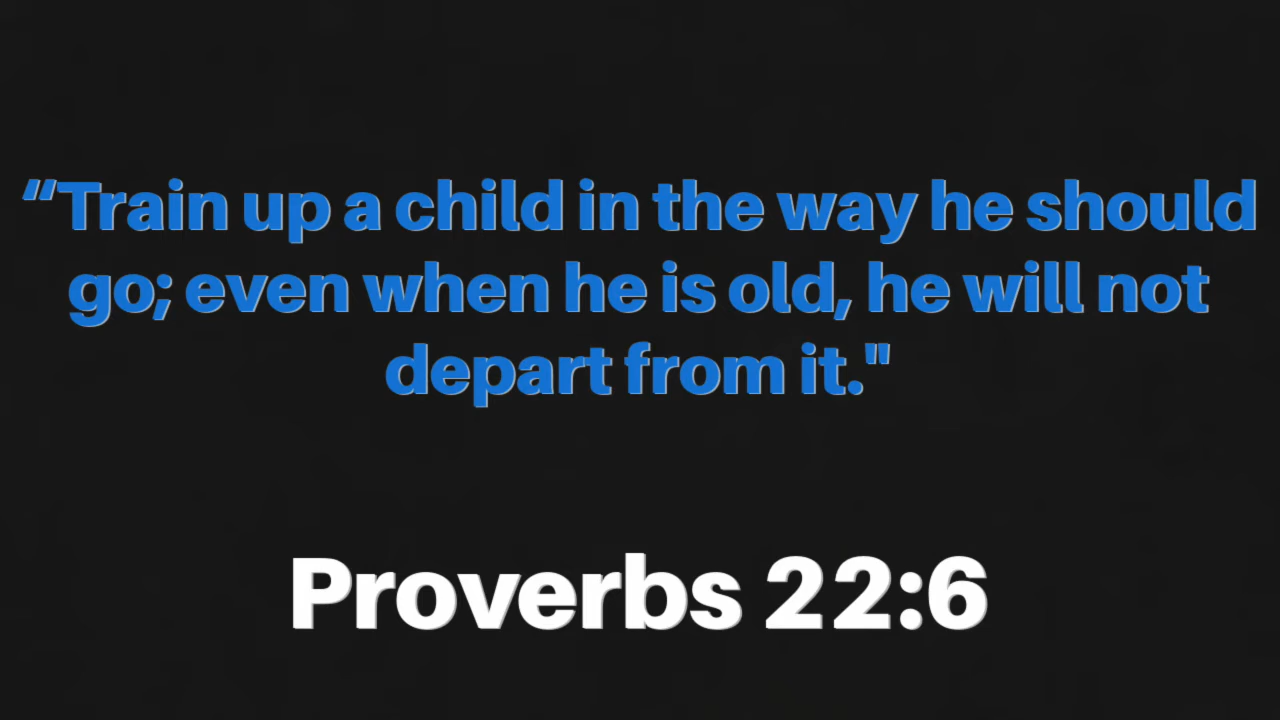 “Train up a child in the way he should
go; even when he is old, he will not
depart from it."
Proverbs 22:6